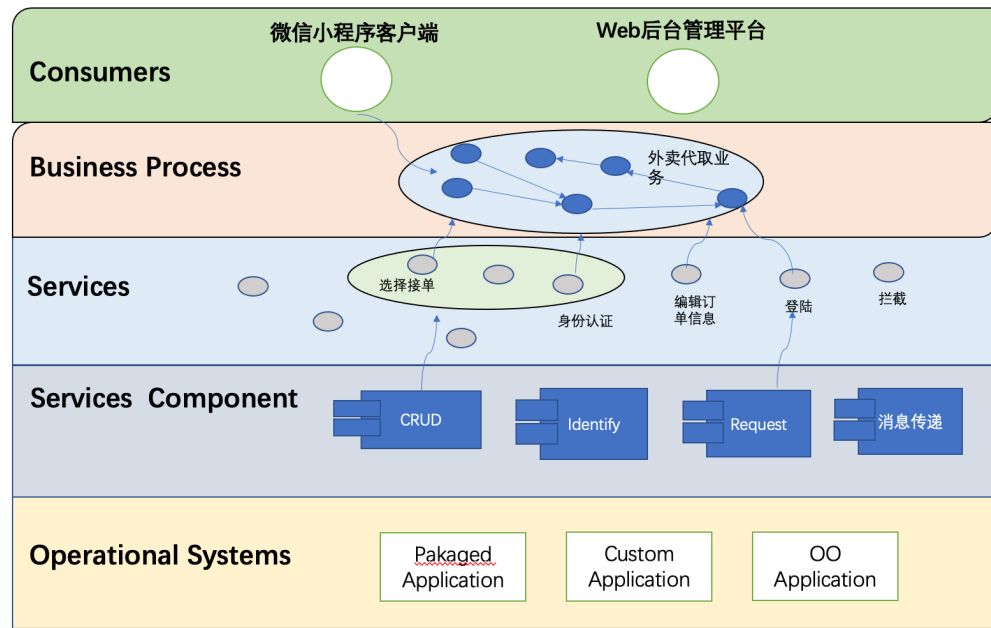 微信小程序客户端
Web后台管理平台
Consumers
Business Process
外卖代取业
务
Services
选择接单
身份认证
编辑订
单信息
登陆
拦截
Services Component
CRUD
Identify
Request
消息传递
Operational Systems
Pakaged
Application
Custom
Application
OO
Application